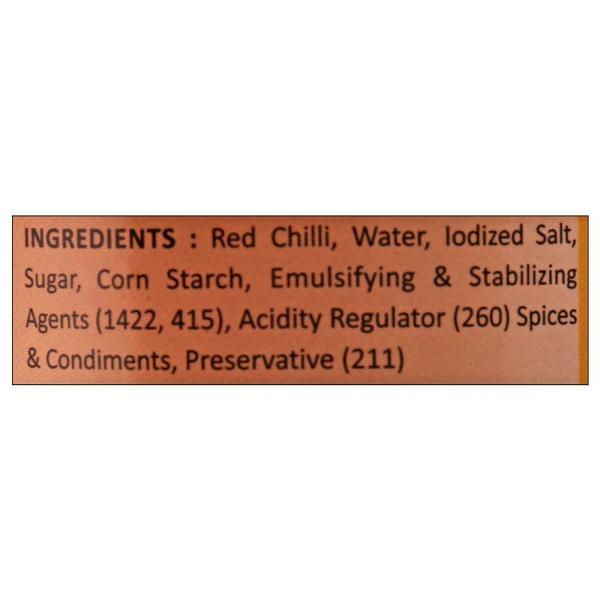 INGREDIENTS : Red Chilli, Water, Iodized Salt,
Sugar, Corn Starch, Emulsifying & Stabilizing
Agents (1422, 415), Acidity Regulator (260) Spices
& Condiments, Preservative (211)